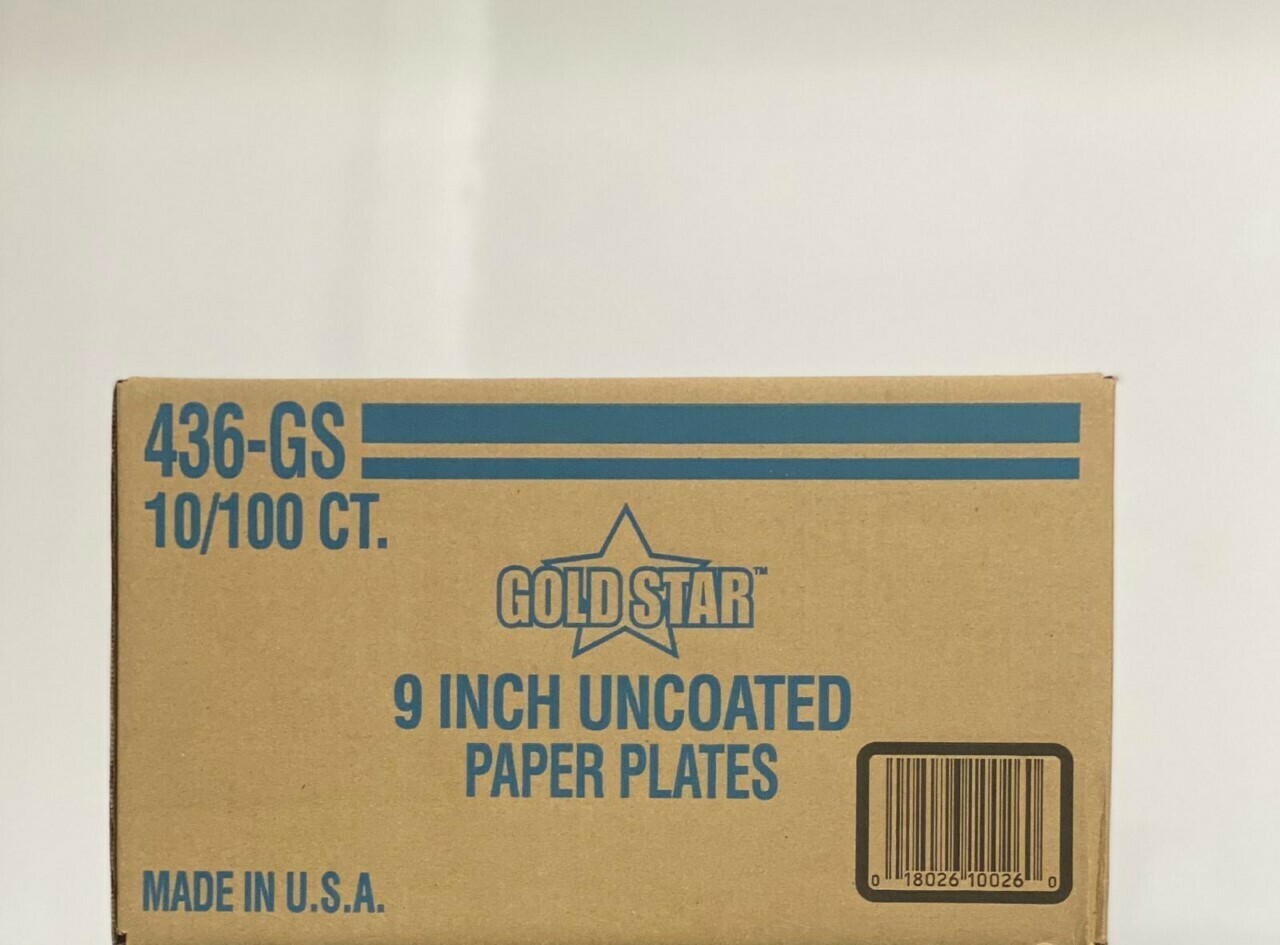 436-GS
10/100 CT.
GOLD STAR™
9 INCH UNCOATED
PAPER PLATES
MADE IN U.S.A.
0 18026 10026 0